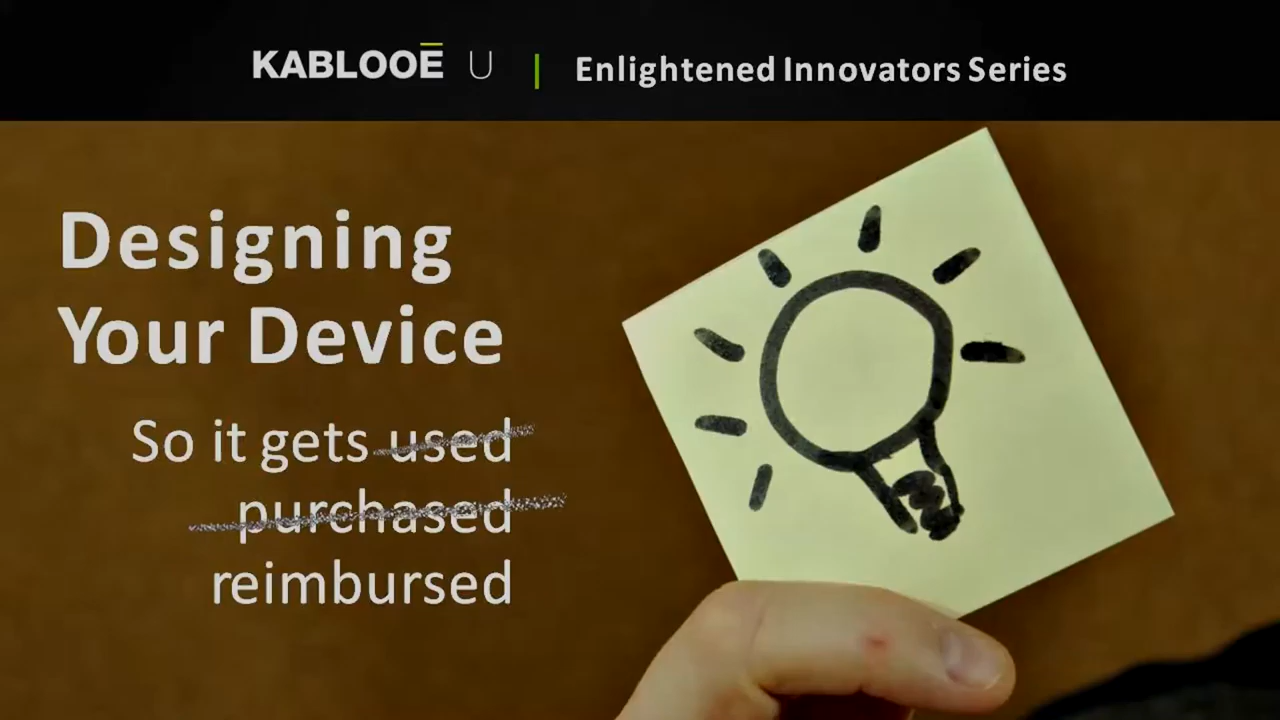 KABLOOĒ U | Enlightened Innovators Series
Designing
Your Device
So it gets used
purchased
reimbursed